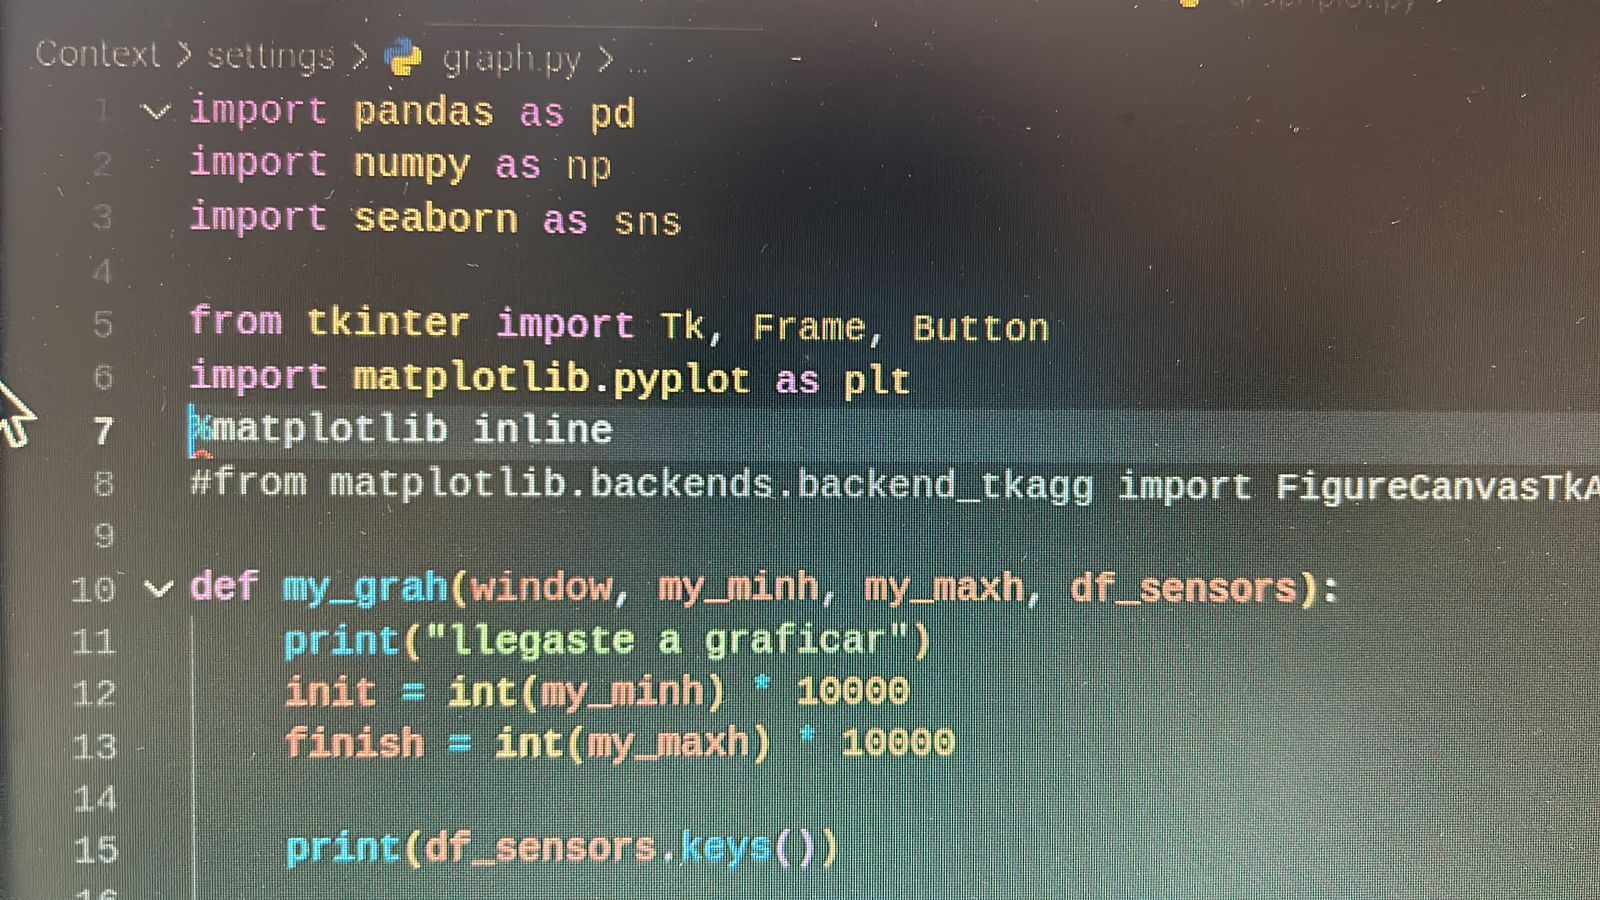 Context > settings > graph.py > ...
1 import pandas as pd
2 import numpy as np
3 import seaborn as sns
4
5 from tkinter import Tk, Frame, Button
6 import matplotlib.pyplot as plt
7 %matplotlib inline
8 #from matplotlib.backends.backend_tkagg import FigureCanvasTkA
9
10 def my_grah(window, my_minh, my_maxh, df_sensors):
11 print("llegaste a graficar")
12 init = int(my_minh) * 10000
13 finish = int(my_maxh) * 10000
14
15 print(df_sensors.keys())
16